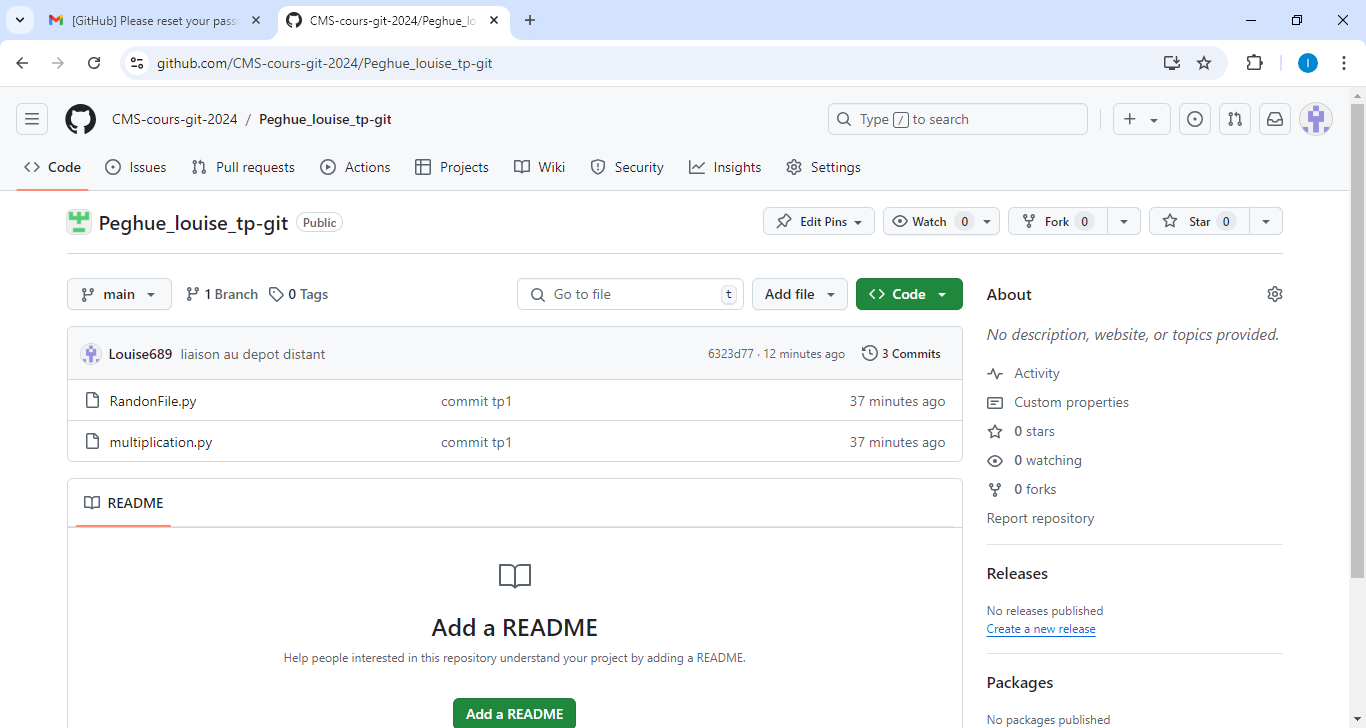 [GitHub] Please reset your pass
CMS-cours-git-2024/Peghue_lo
github.com/CMS-cours-git-2024/Peghue_louise_tp-git
I
CMS-cours-git-2024 / Peghue_louise_tp-git
Type / to search
Code Issues Pull requests Actions Projects Wiki Security Insights Settings
Peghue_louise_tp-git Public
Edit Pins Watch 0 Fork 0 Star 0
main 1 Branch 0 Tags
Go to file t
Add file
<> Code
About
No description, website, or topics provided.
Louise689 liaison au depot distant 6323d77 · 12 minutes ago 3 Commits
RandonFile.py commit tp1 37 minutes ago
multiplication.py commit tp1 37 minutes ago
Activity
Custom properties
0 stars
0 watching
0 forks
Report repository
README
Add a README
Help people interested in this repository understand your project by adding a README.
Add a README
Releases
No releases published
Create a new release
Packages
No packages published